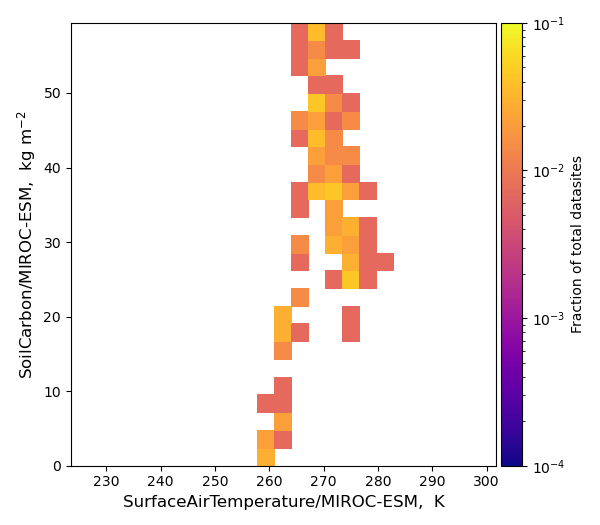 SoilCarbon/MIROC-ESM, kg m⁻²
50
40
30
20
10
0
230 240 250 260 270 280 290 300
SurfaceAirTemperature/MIROC-ESM, K
10⁻¹
10⁻²
10⁻³
10⁻⁴
Fraction of total datasites